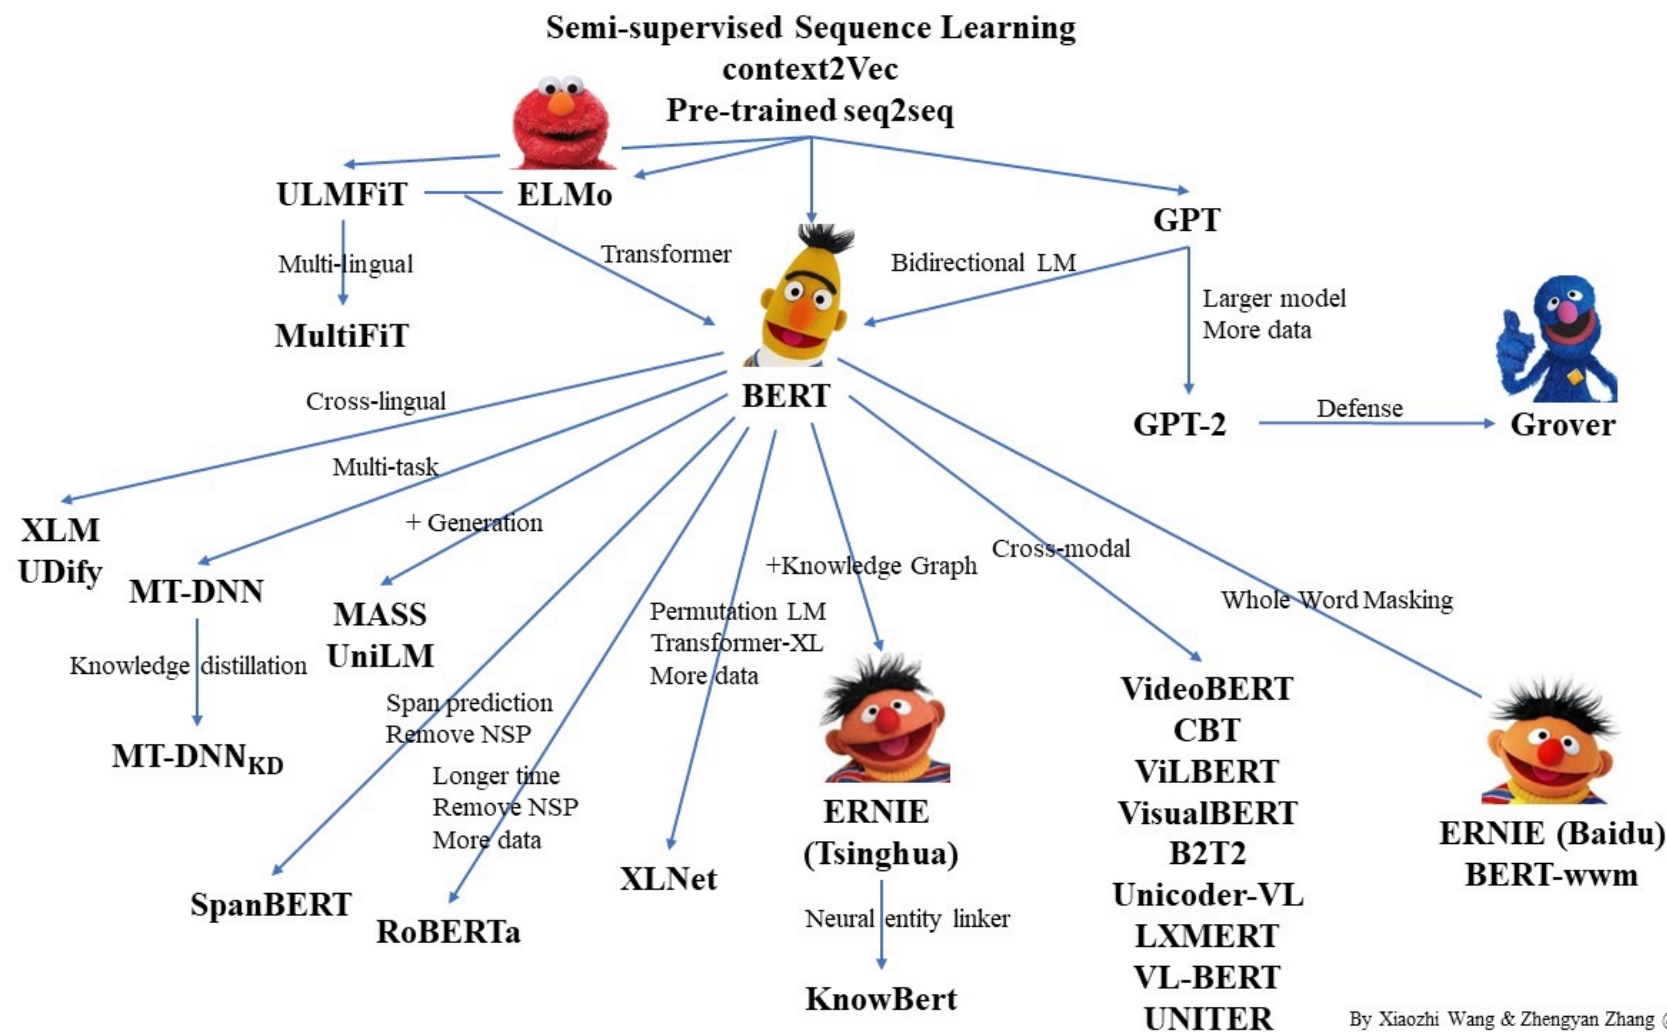 Semi-supervised Sequence Learning
context2Vec
Pre-trained seq2seq
ULMFiT
ELMo
GPT
Multi-lingual
Transformer
Bidirectional LM
Larger model
More data
MultiFiT
BERT
GPT-2
Defense
Grover
Cross-lingual
Multi-task
+ Generation
XLM
UDify
MT-DNN
MASS
UniLM
Knowledge distillation
MT-DNNKD
Span prediction
Remove NSP
Longer time
Remove NSP
More data
Permutation LM
Transformer-XL
More data
+Knowledge Graph
Cross-modal
Whole Word Masking
SpanBERT
RoBERTa
XLNet
ERNIE
(Tsinghua)
Neural entity linker
KnowBert
VideoBERT
CBT
ViLBERT
VisualBERT
B2T2
Unicoder-VL
LXMERT
VL-BERT
UNITER
ERNIE (Baidu)
BERT-wwm
By Xiaozhi Wang & Zhengyan Zhang